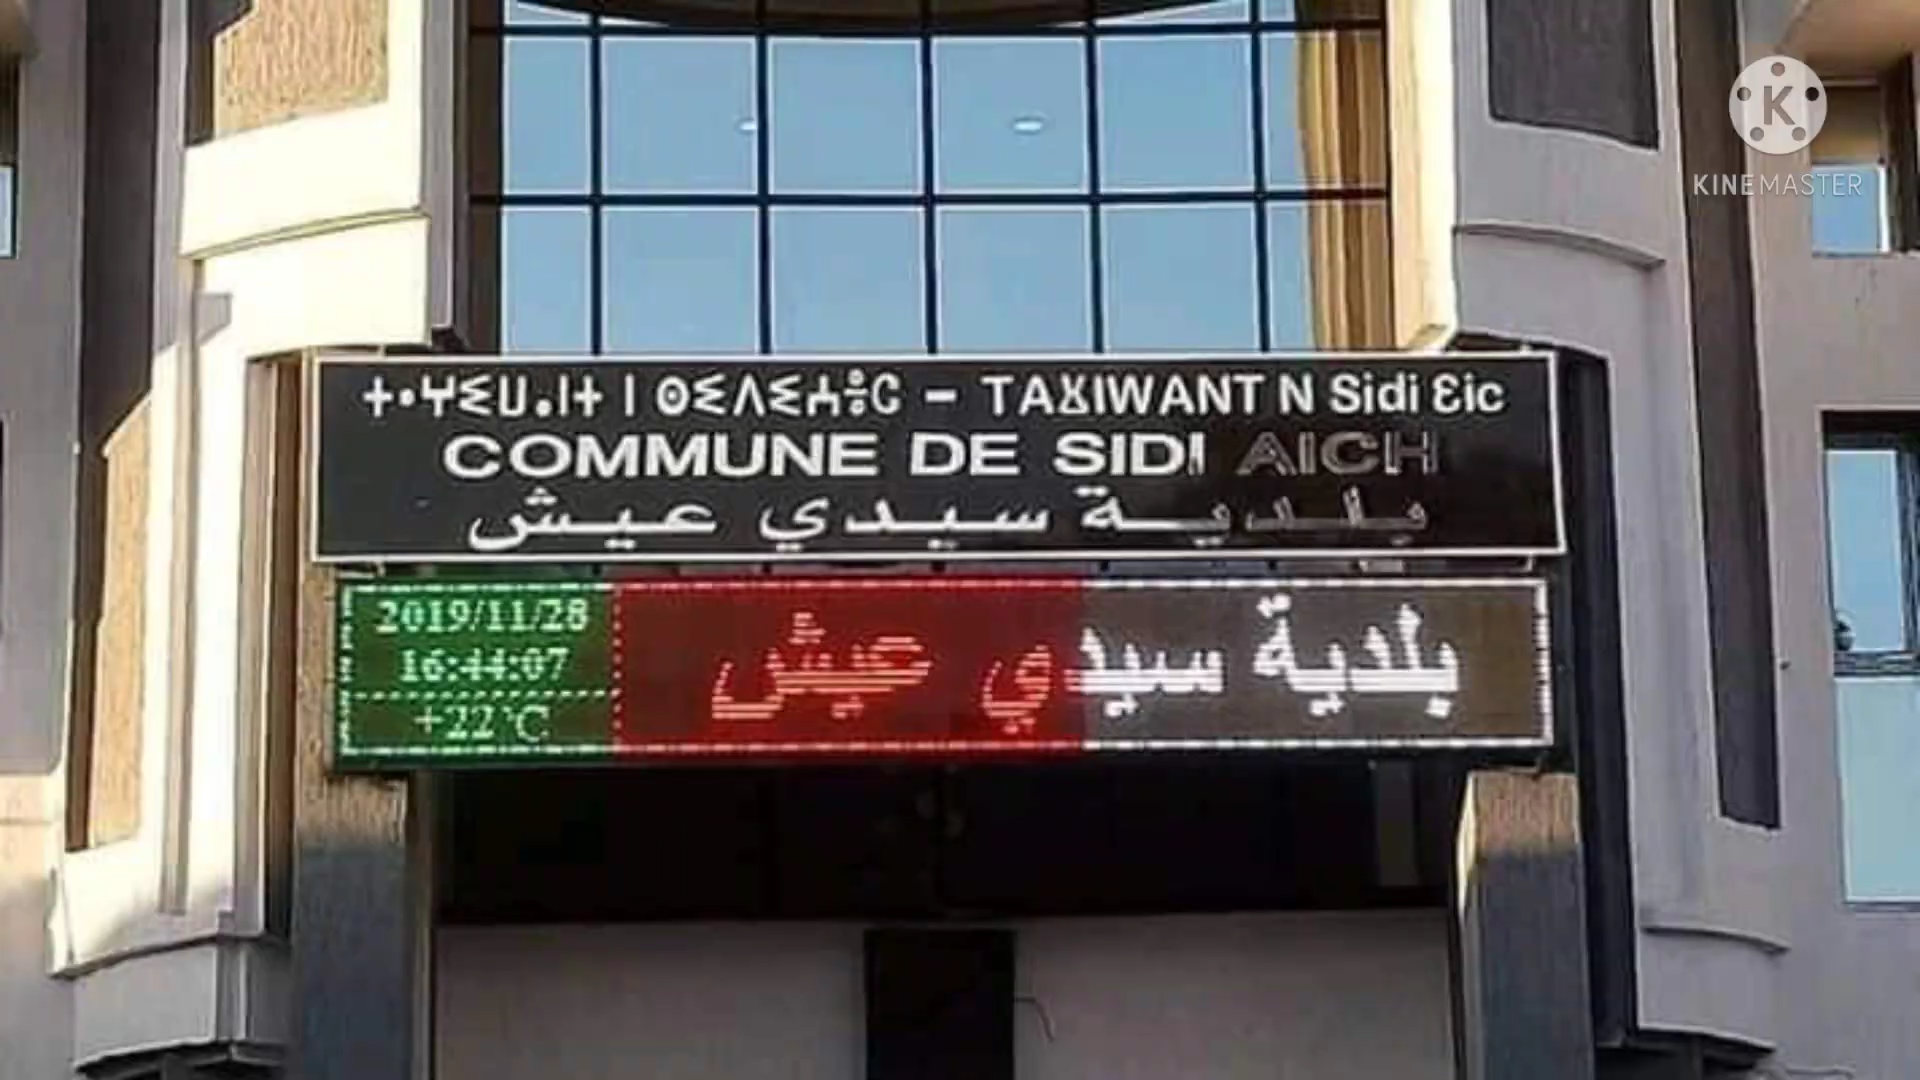 ⵜⴰⵖⵉⵡⴰⵏⵜ ⵏ ⵙⵉⴷⵉ ⵄⵉⵛ - TAƔIWANT N Sidi Ɛic
COMMUNE DE SIDI AICH
بلدية سيدي عيش
2019/11/28
16:44:07
+22℃
بلدية سيدي عيش
K
KINEMASTER